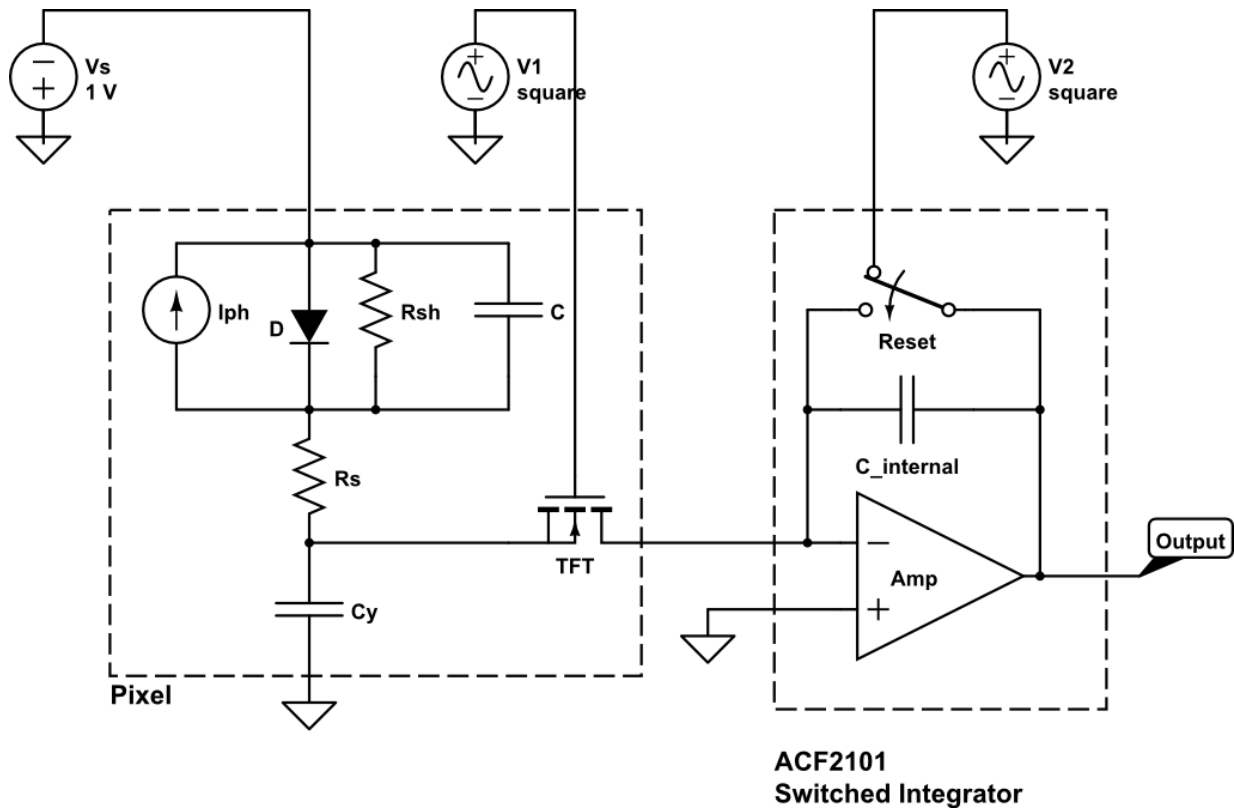 Vs
1 V
V1
square
V2
square
Iph
D
Rsh
C
Rs
TFT
Cy
Pixel
Reset
C_internal
Amp
Output
ACF2101
Switched Integrator